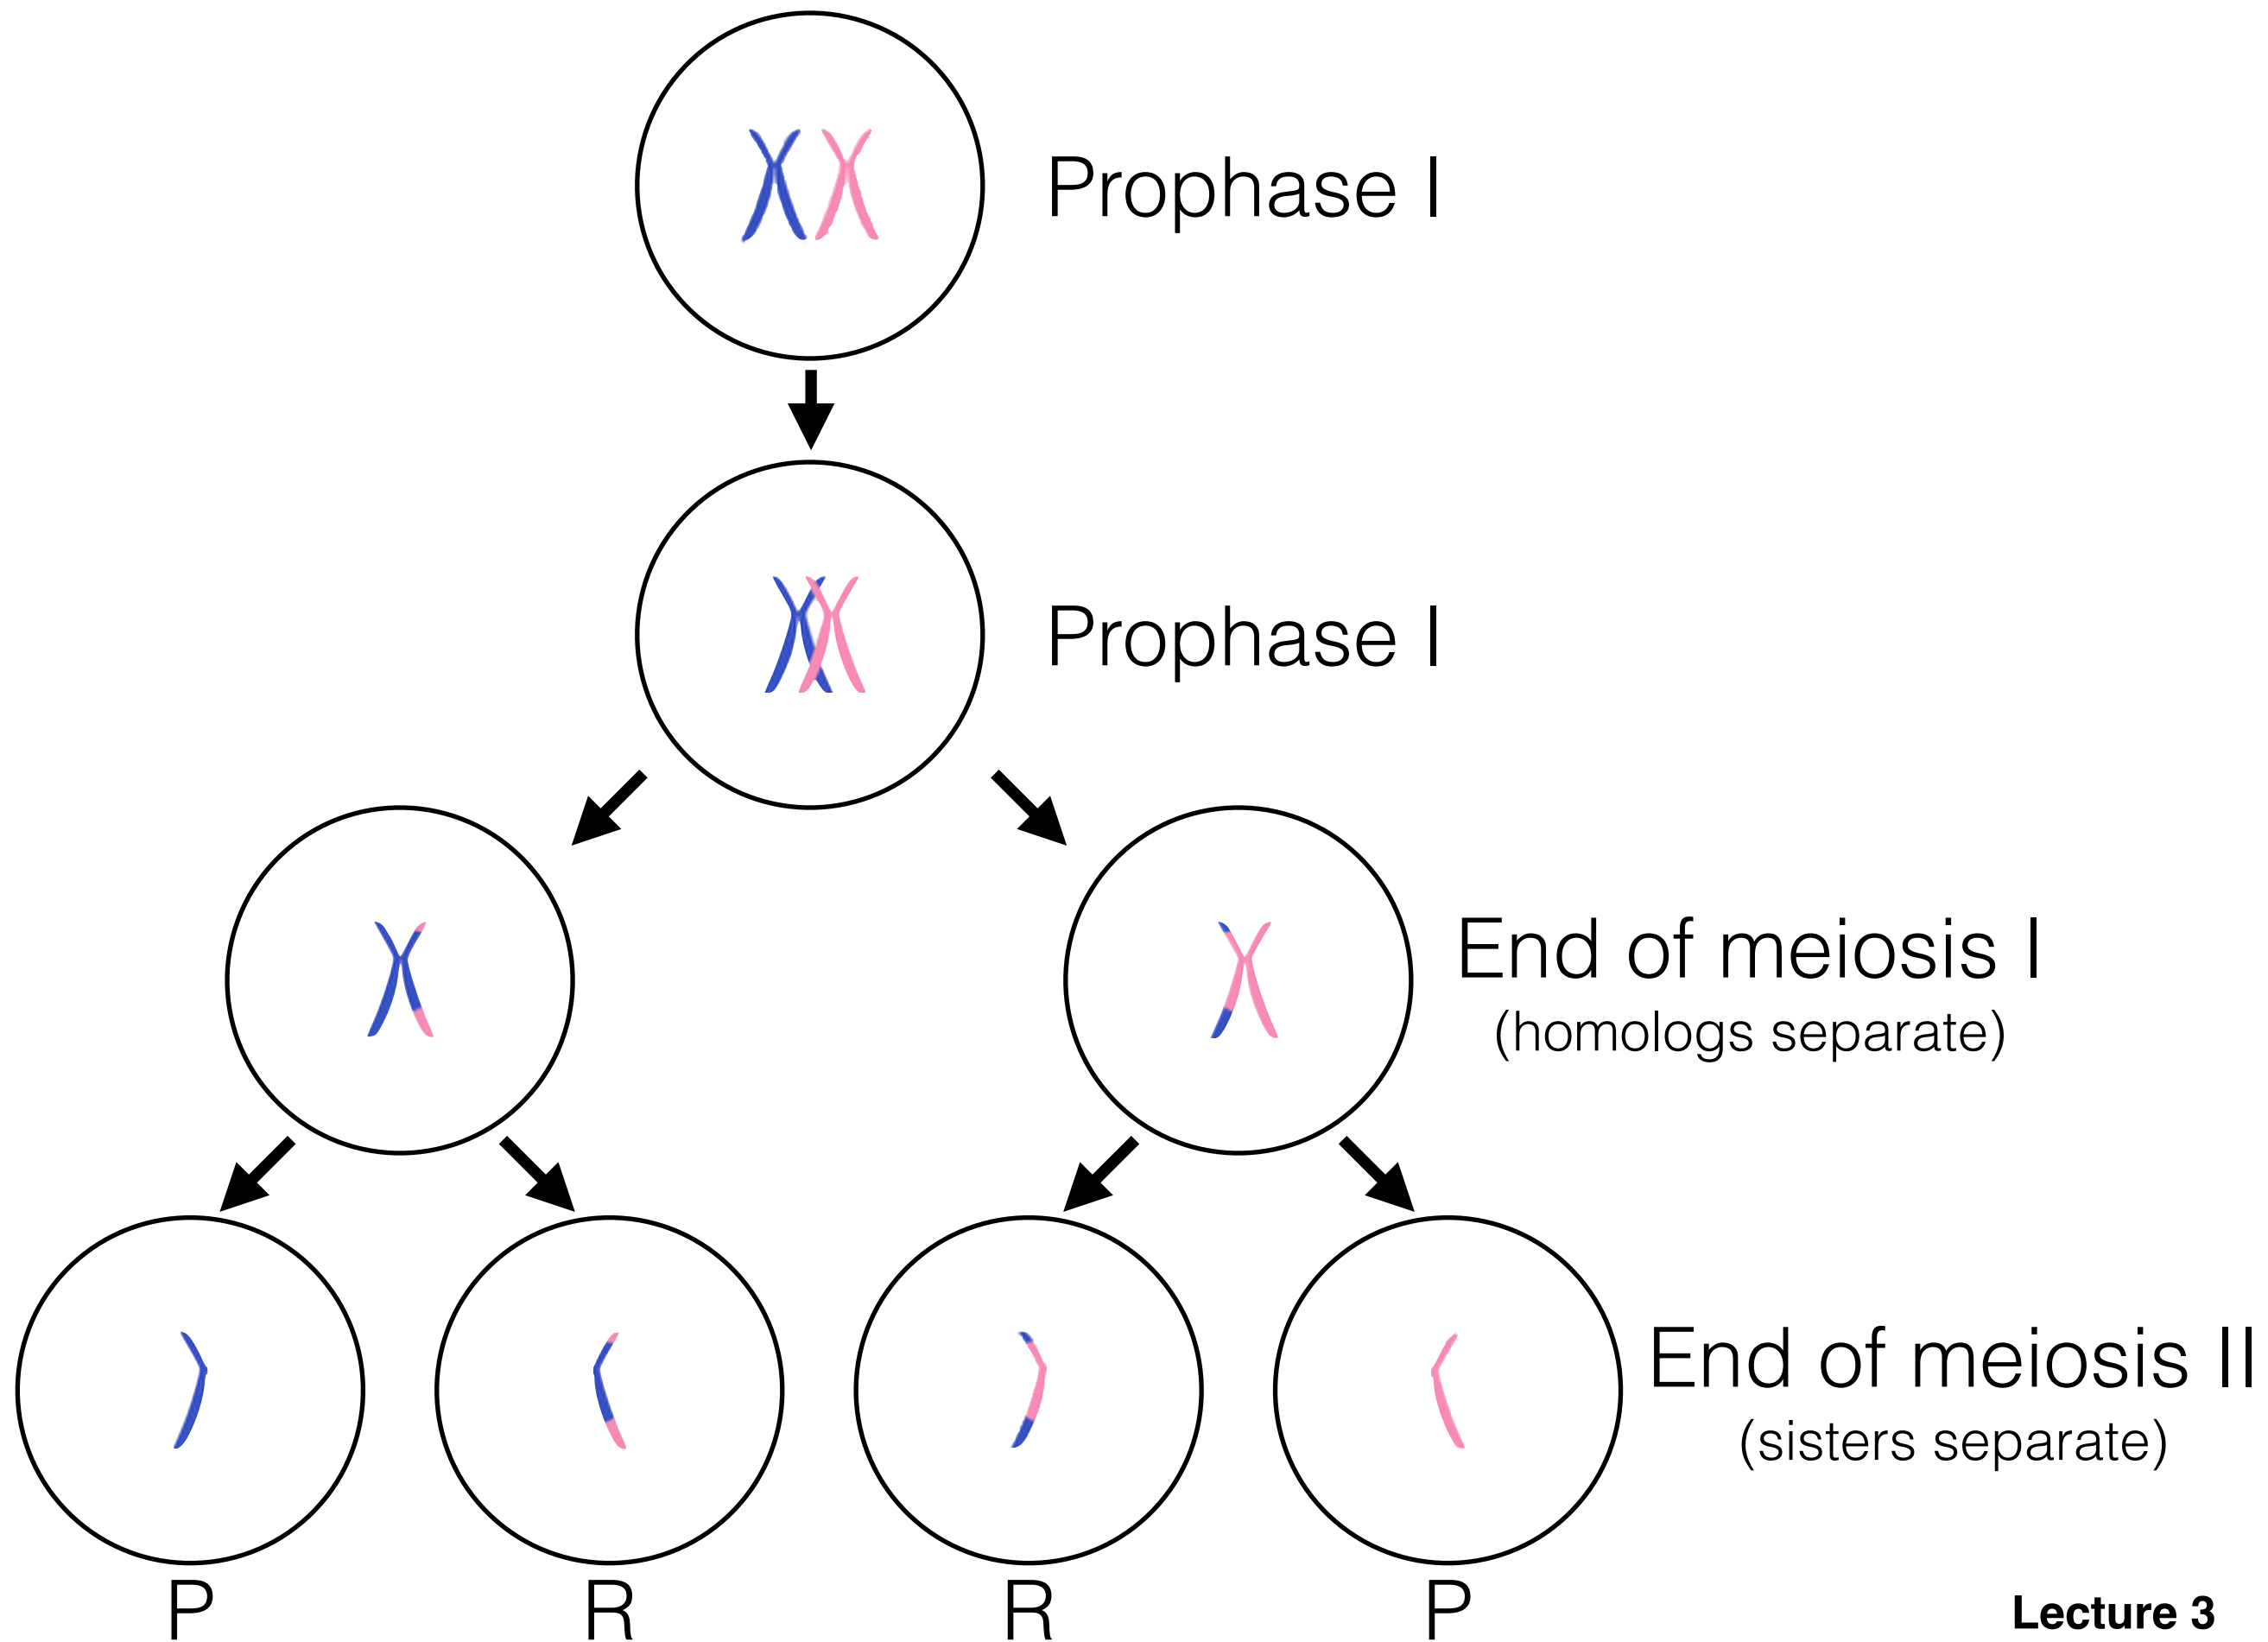 Prophase I
Prophase I
End of meiosis I
(homologs separate)
End of meiosis II
(sisters separate)
P R R P
Lecture 3